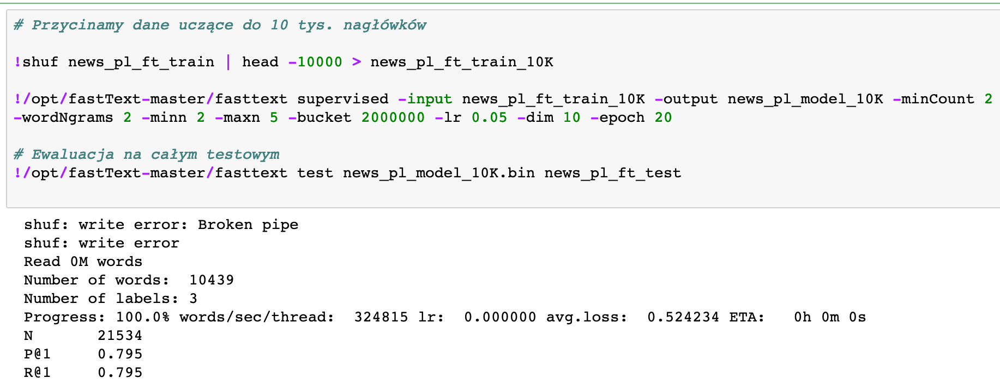 # Przycinamy dane uczące do 10 tys. nagłówków
!shuf news_pl_ft_train | head -10000 > news_pl_ft_train_10K
!/opt/fastText-master/fasttext supervised -input news_pl_ft_train_10K -output news_pl_model_10K -minCount 2
-wordNgrams 2 -minn 2 -maxn 5 -bucket 2000000 -lr 0.05 -dim 10 -epoch 20
# Ewaluacja na całym testowym
!/opt/fastText-master/fasttext test news_pl_model_10K.bin news_pl_ft_test
shuf: write error: Broken pipe
shuf: write error
Read 0M words
Number of words:  10439
Number of labels: 3
Progress: 100.0% words/sec/thread:  324815 lr:  0.000000 avg.loss:  0.524234 ETA:   0h 0m 0s
N       21534
P@1     0.795
R@1     0.795